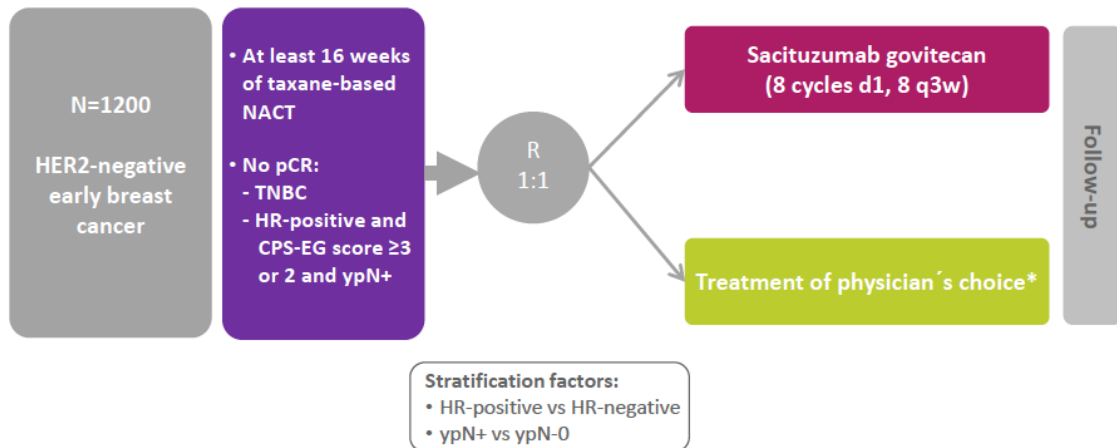 N=1200
HER2-negative
early breast
cancer
• At least 16 weeks
of taxane-based
NACT
• No pCR:
- TNBC
- HR-positive and
CPS-EG score ≥3
or 2 and ypN+
R
1:1
Sacituzumab govitecan
(8 cycles d1, 8 q3w)
Treatment of physician´s choice*
Follow-up
Stratification factors:
• HR-positive vs HR-negative
• ypN+ vs ypN-0